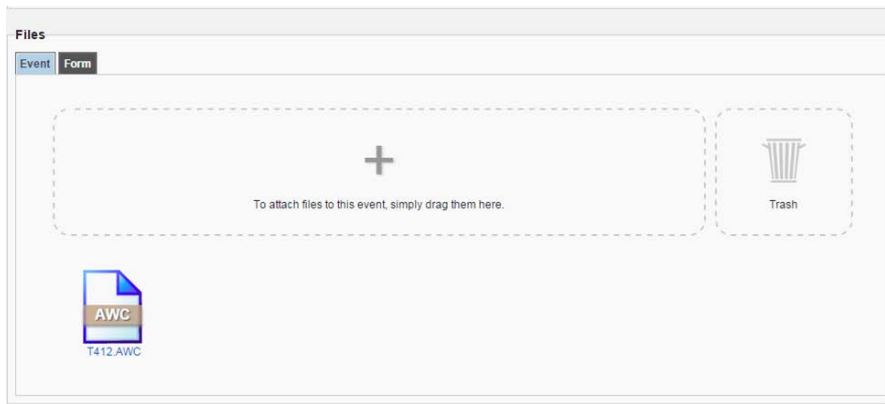 Files
Event Form
To attach files to this event, simply drag them here.
Trash
AWC
T412.AWC